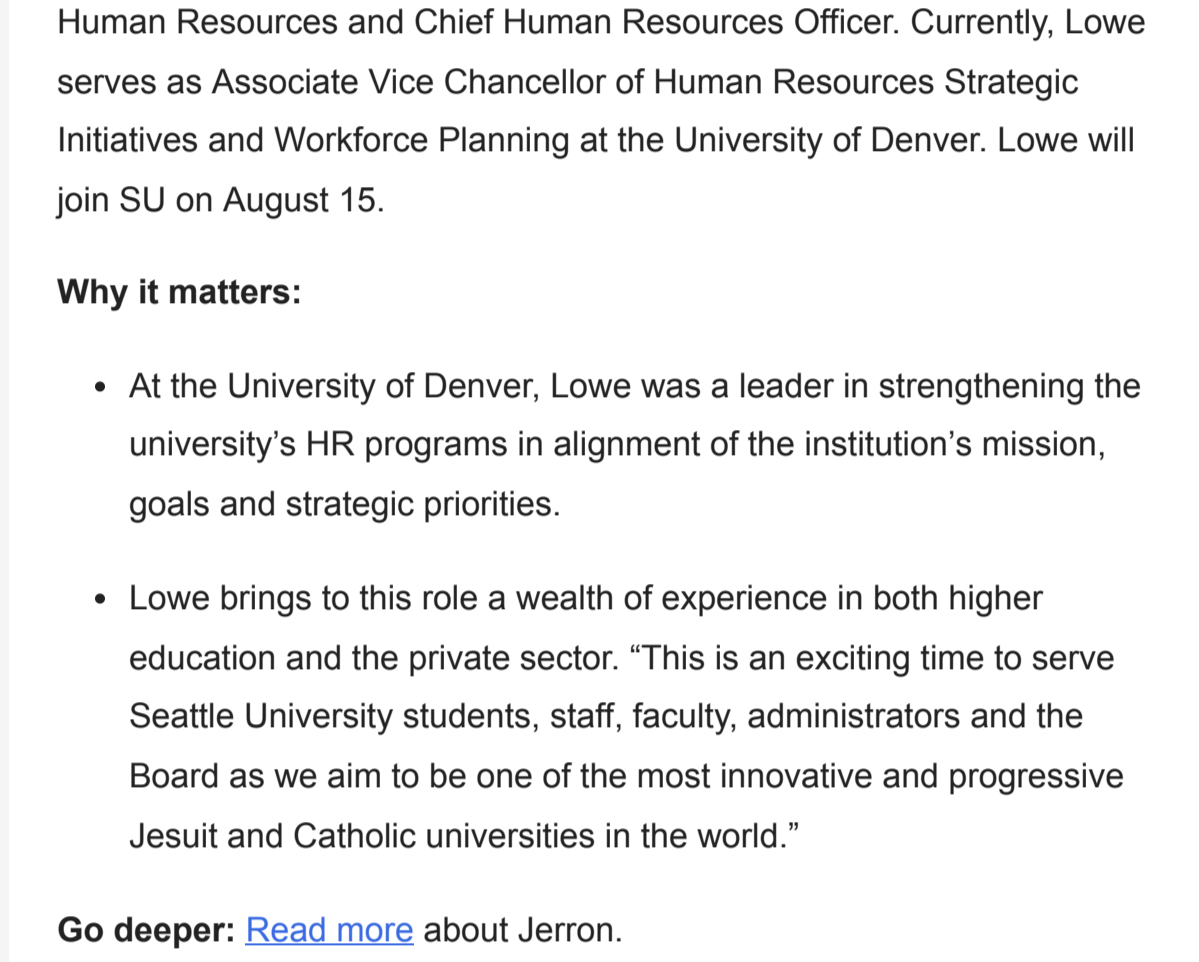 Human Resources and Chief Human Resources Officer. Currently, Lowe
serves as Associate Vice Chancellor of Human Resources Strategic
Initiatives and Workforce Planning at the University of Denver. Lowe will
join SU on August 15.
Why it matters:
• At the University of Denver, Lowe was a leader in strengthening the
university’s HR programs in alignment of the institution’s mission,
goals and strategic priorities.
• Lowe brings to this role a wealth of experience in both higher
education and the private sector. “This is an exciting time to serve
Seattle University students, staff, faculty, administrators and the
Board as we aim to be one of the most innovative and progressive
Jesuit and Catholic universities in the world.”
Go deeper: Read more about Jerron.